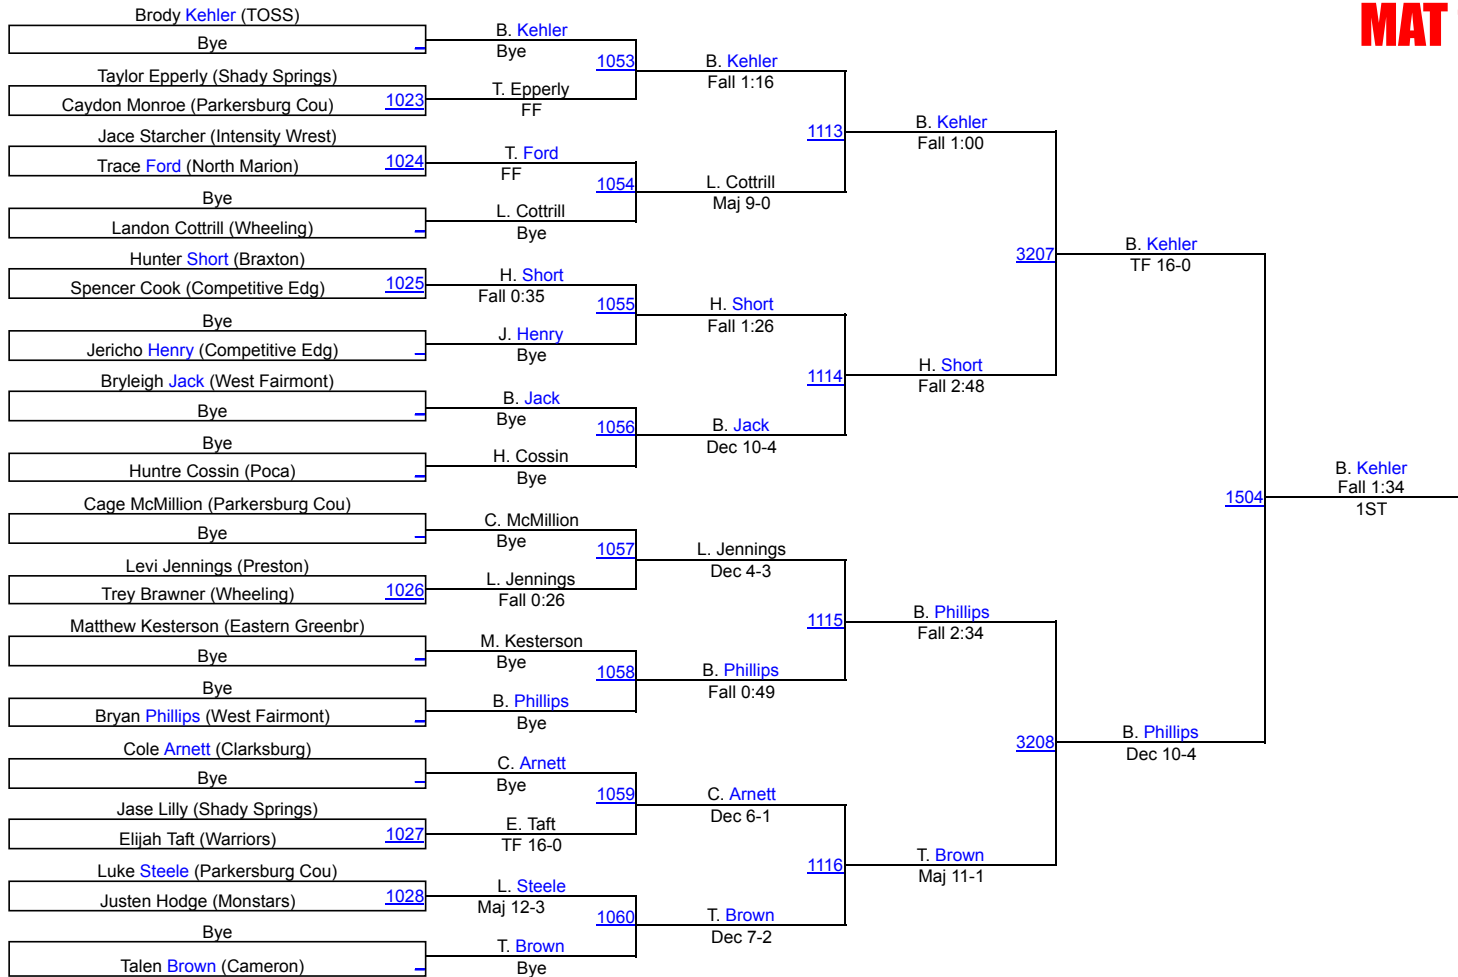 MAT
Brody Kehler (TOSS)
Bye
Taylor Epperly (Shady Springs)
Caydon Monroe (Parkersburg Cou) 1023
Jace Starcher (Intensity Wrest)
Trace Ford (North Marion) 1024
Bye
Landon Cottrill (Wheeling)
Hunter Short (Braxton)
Spencer Cook (Competitive Edg) 1025
Bye
Jericho Henry (Competitive Edg)
Bryleigh Jack (West Fairmont)
Bye
Bye
Huntre Cossin (Poca)
Cage McMillion (Parkersburg Cou)
Bye
Levi Jennings (Preston)
Trey Brawner (Wheeling) 1026
Matthew Kesterson (Eastern Greenbr)
Bye
Bye
Bryan Phillips (West Fairmont)
Cole Arnett (Clarksburg)
Bye
Jase Lilly (Shady Springs)
Elijah Taft (Warriors) 1027
Luke Steele (Parkersburg Cou)
Justen Hodge (Monstars) 1028
Bye
Talen Brown (Cameron)
B. Kehler
Bye
1053
T. Epperly
FF
T. Ford
FF
1054
L. Cottrill
Bye
H. Short
Fall 0:35
1055
J. Henry
Bye
B. Jack
Bye
1056
H. Cossin
Bye
C. McMillion
Bye
1057
L. Jennings
Fall 0:26
M. Kesterson
Bye
1058
B. Phillips
Bye
C. Arnett
Bye
1059
E. Taft
TF 16-0
L. Steele
Maj 12-3
1060
T. Brown
Bye
B. Kehler
Fall 1:16
1113
L. Cottrill
Maj 9-0
H. Short
Fall 1:26
1114
B. Jack
Dec 10-4
L. Jennings
Dec 4-3
1115
B. Phillips
Fall 0:49
C. Arnett
Dec 6-1
1116
T. Brown
Dec 7-2
B. Kehler
Fall 1:00
3207
H. Short
Fall 2:48
B. Phillips
Fall 2:34
3208
T. Brown
Maj 11-1
B. Kehler
TF 16-0
1504
B. Phillips
Dec 10-4
B. Kehler
Fall 1:34
1ST